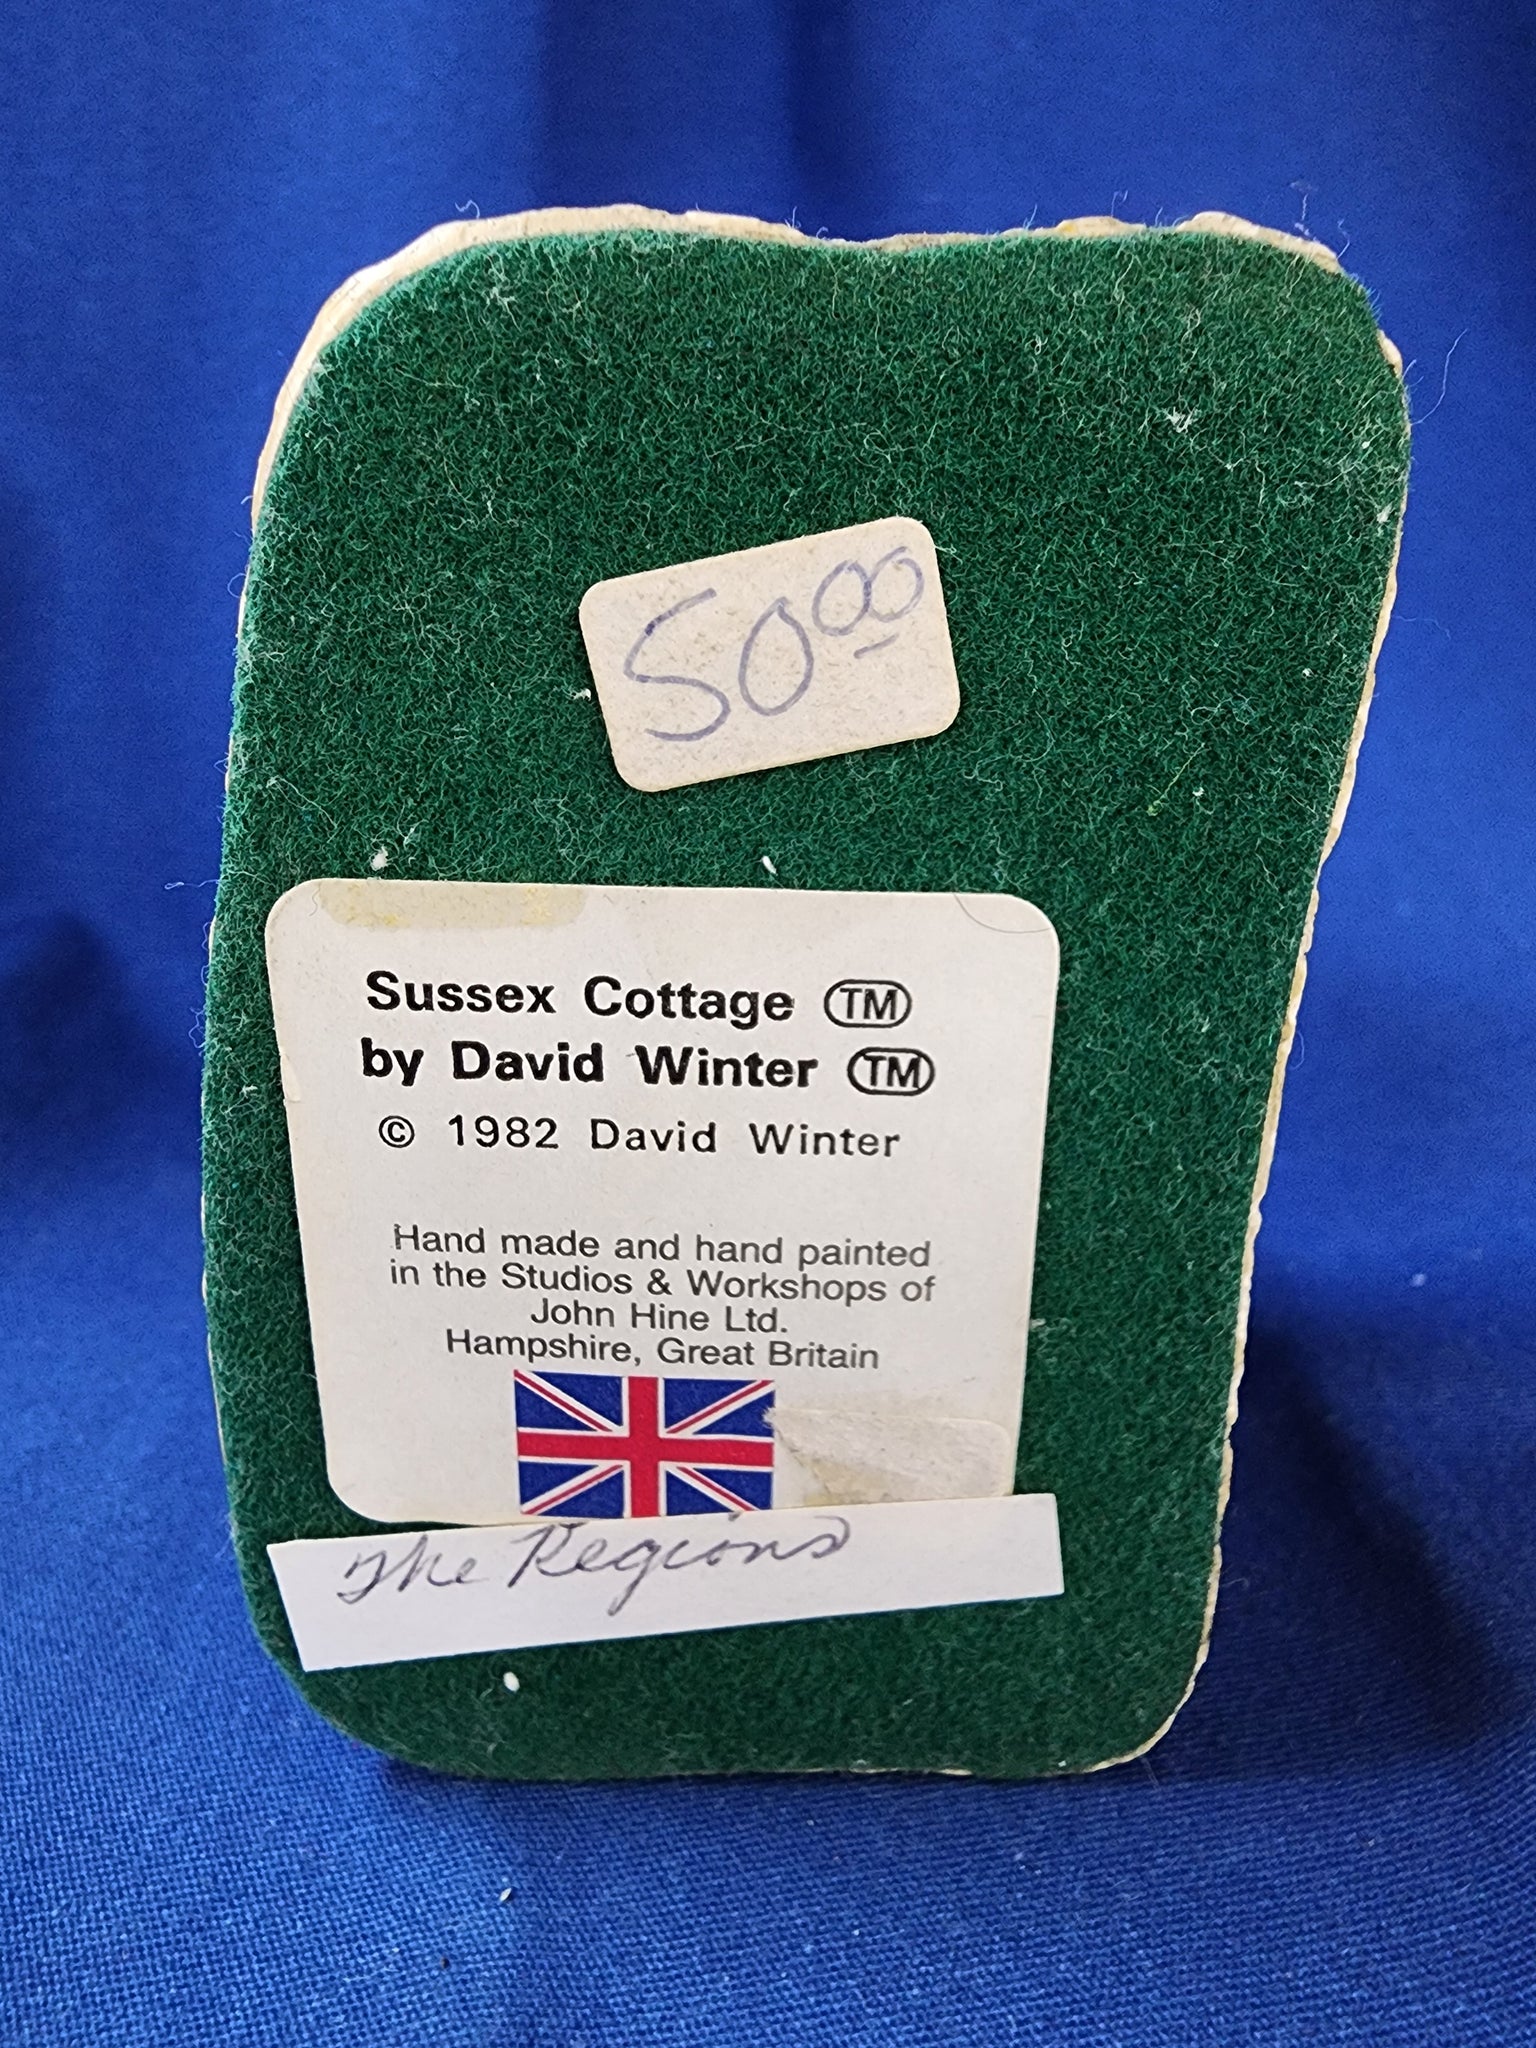 50 00
Sussex Cottage TM
by David Winter TM
© 1982 David Winter
Hand made and hand painted
in the Studios & Workshops of
John Hine Ltd.
Hampshire, Great Britain
The Regions